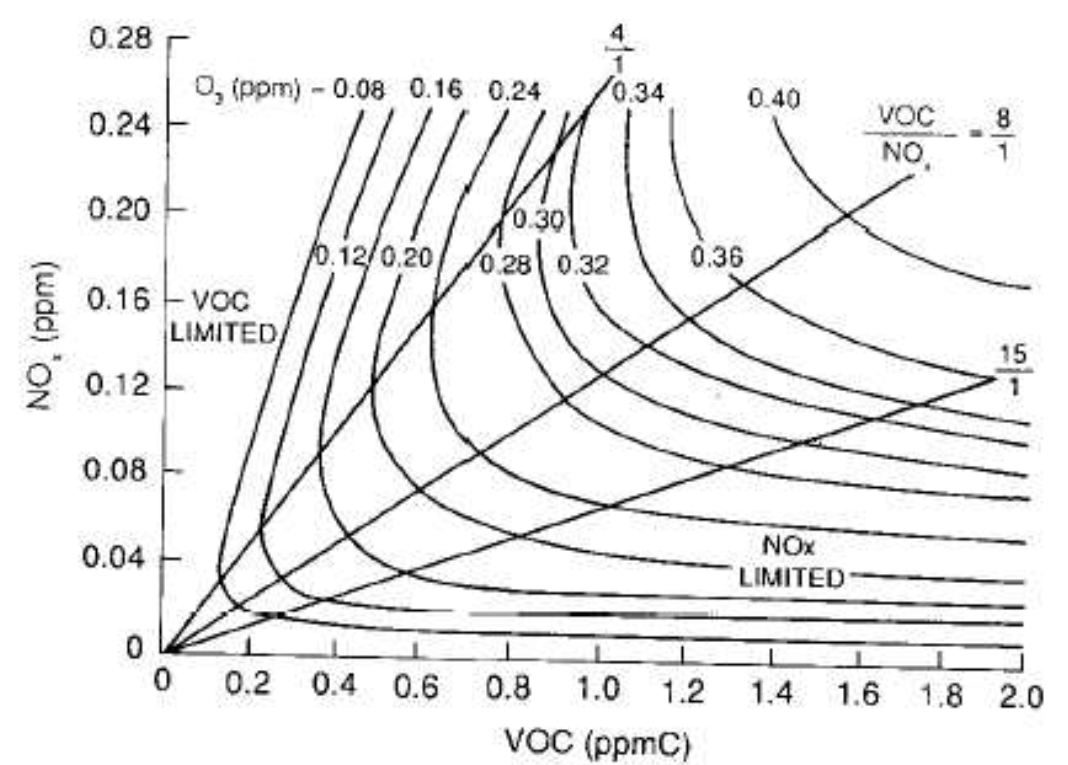 0.28
0.24
0.20
0.16
0.12
0.08
0.04
0
NOx (ppm)
O3 (ppm) – 0.08 0.16 0.24
4
1
0.34
0.40
VOC
NOx
= 8
1
0.30
0.12 0.20 0.28 0.32 0.36
VOC
LIMITED
15
1
NOx
LIMITED
0 0.2 0.4 0.6 0.8 1.0 1.2 1.4 1.6 1.8 2.0
VOC (ppmC)